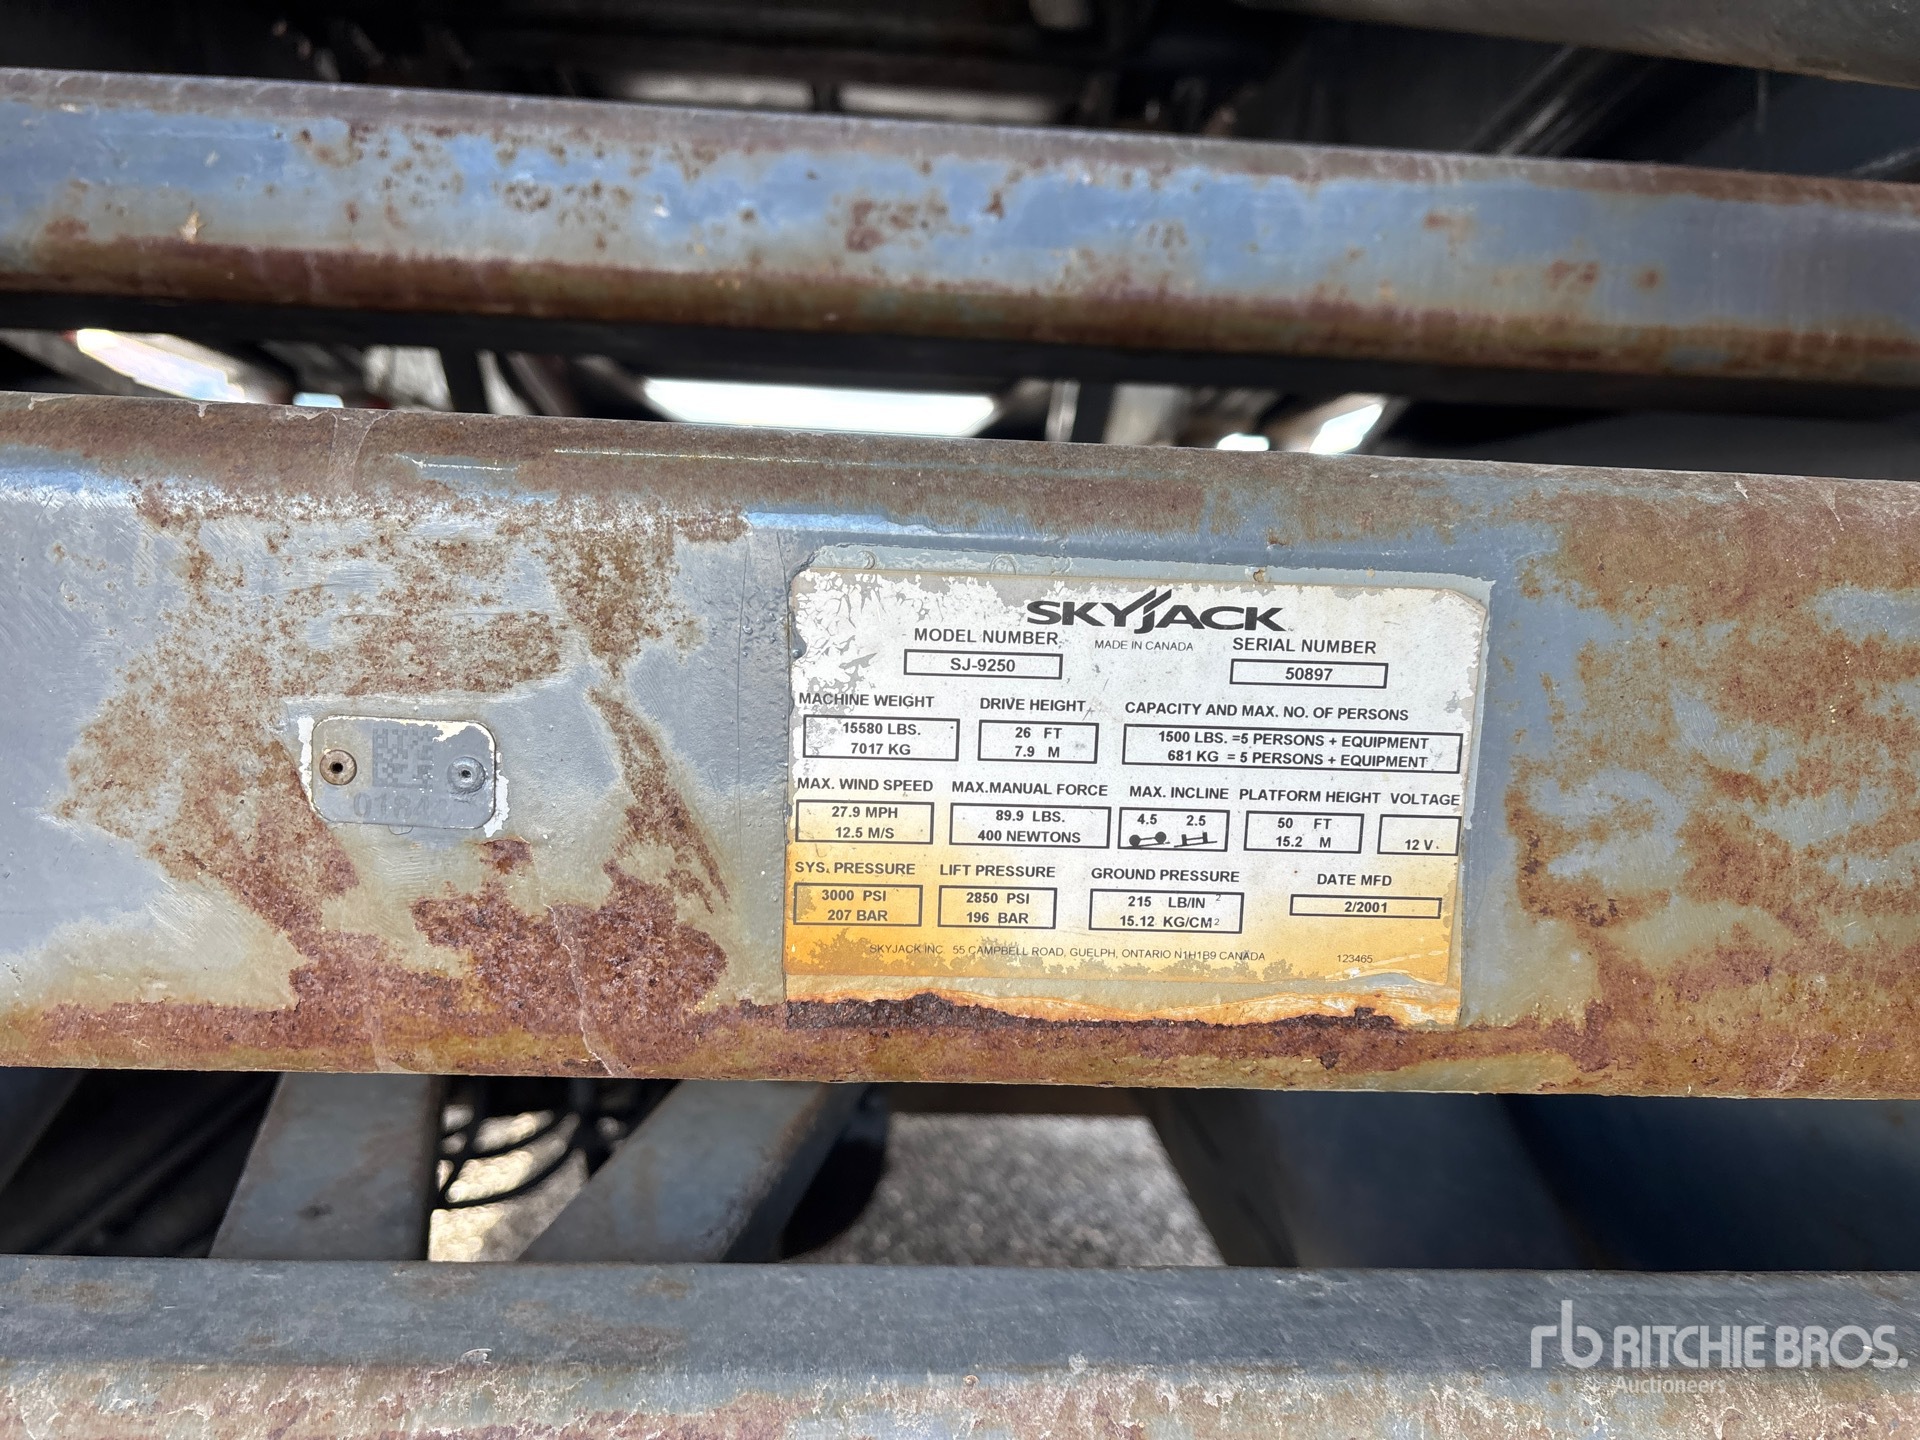 SKYJACK
MODEL NUMBER
MADE IN CANADA
SERIAL NUMBER
SJ-9250
50897
MACHINE WEIGHT
DRIVE HEIGHT
CAPACITY AND MAX. NO. OF PERSONS
15580 LBS.
7017 KG
26 FT
7.9 M
1500 LBS. =5 PERSONS + EQUIPMENT
681 KG = 5 PERSONS + EQUIPMENT
MAX. WIND SPEED
MAX.MANUAL FORCE
MAX. INCLINE
PLATFORM HEIGHT
VOLTAGE
27.9 MPH
12.5 M/S
89.9 LBS.
400 NEWTONS
4.5 2.5
50 FT
15.2 M
12 V.
SYS. PRESSURE
LIFT PRESSURE
GROUND PRESSURE
DATE MFD
3000 PSI
207 BAR
2850 PSI
196 BAR
215 LB/IN²
15.12 KG/CM²
2/2001
SKYJACK INC. 55 CAMPBELL ROAD, GUELPH, ONTARIO N1H1B9 CANADA
123465
rb RITCHIE BROS.
Auctioneers